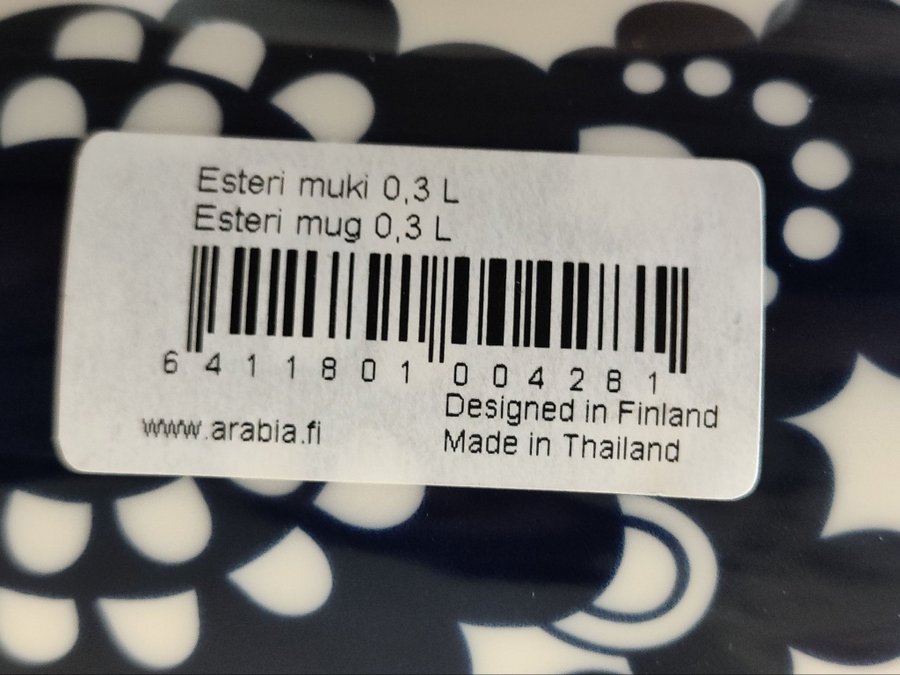 Esteri muki 0,3 L
Esteri mug 0,3 L
6 411801 004281
Designed in Finland
www.arabia.fi
Made in Thailand